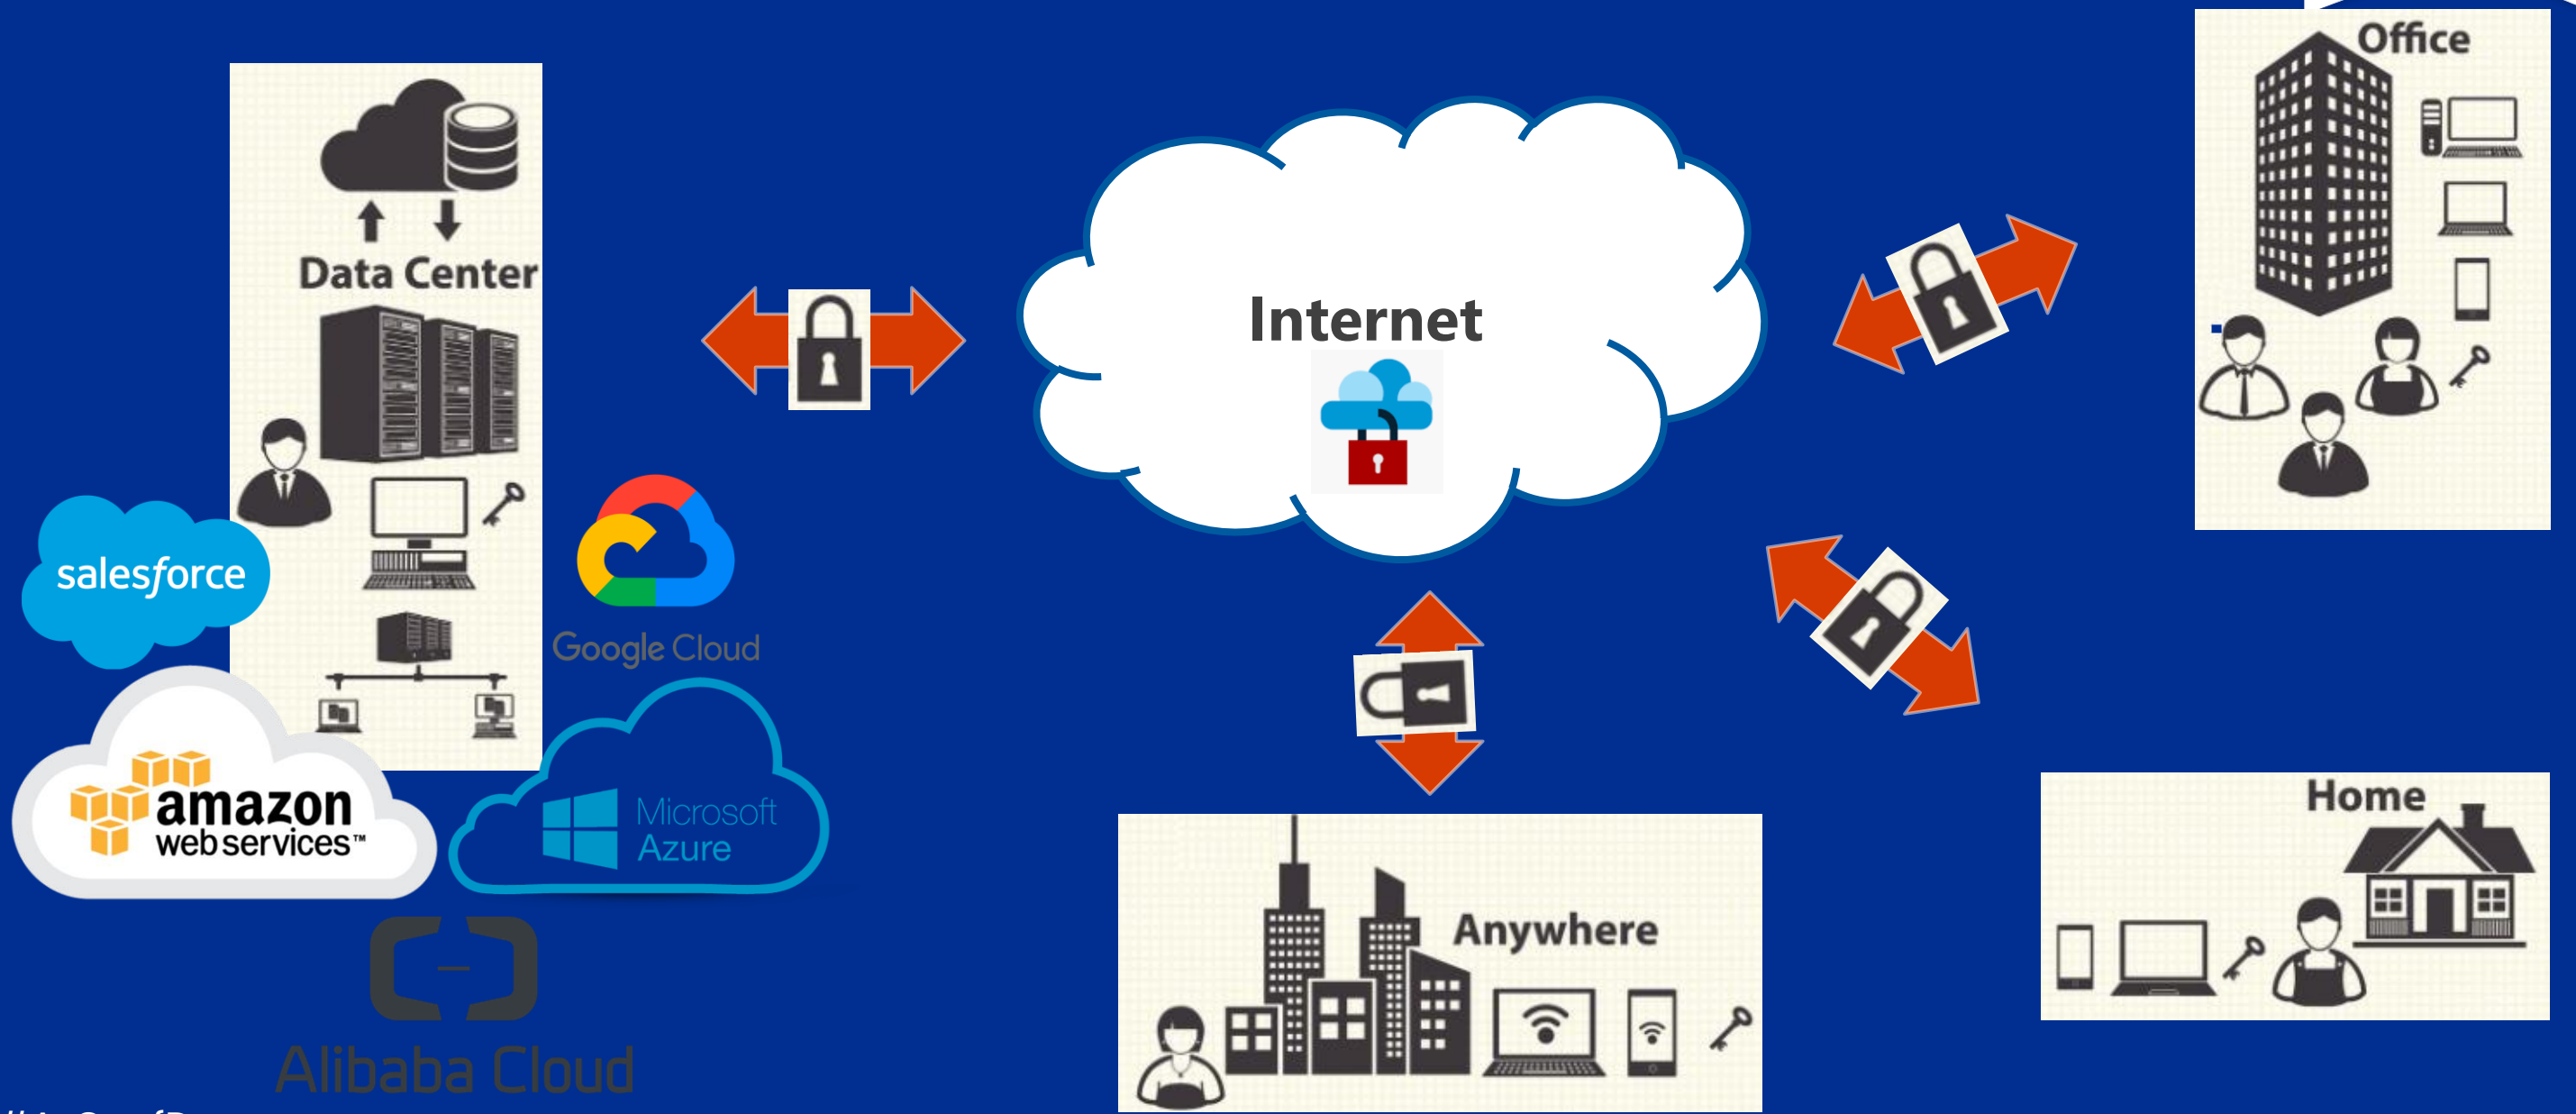 Office
Data Center
Internet
salesforce
Google Cloud
amazon
web services™
Microsoft
Azure
Home
Anywhere
Alibaba Cloud